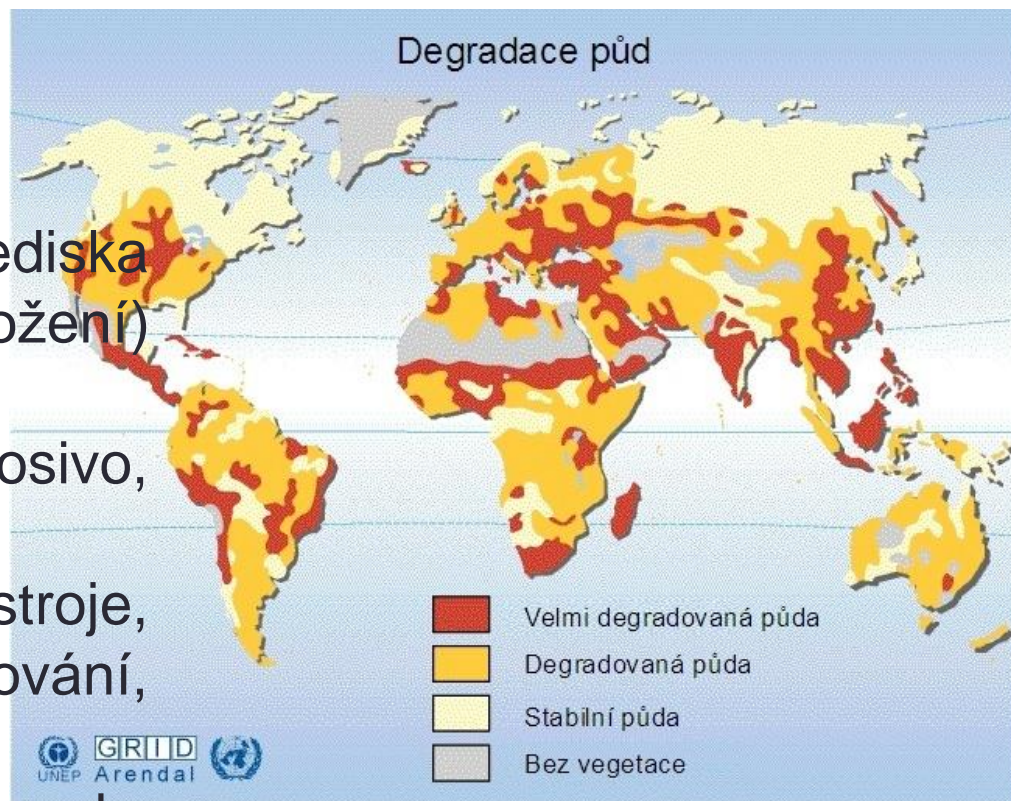 Degradace půd
ediska
ožení)
osivo,
stroje,
ování,
Velmi degradovaná půda
Degradovaná půda
Stabilní půda
Bez vegetace
UNEP
GRID
Arendal